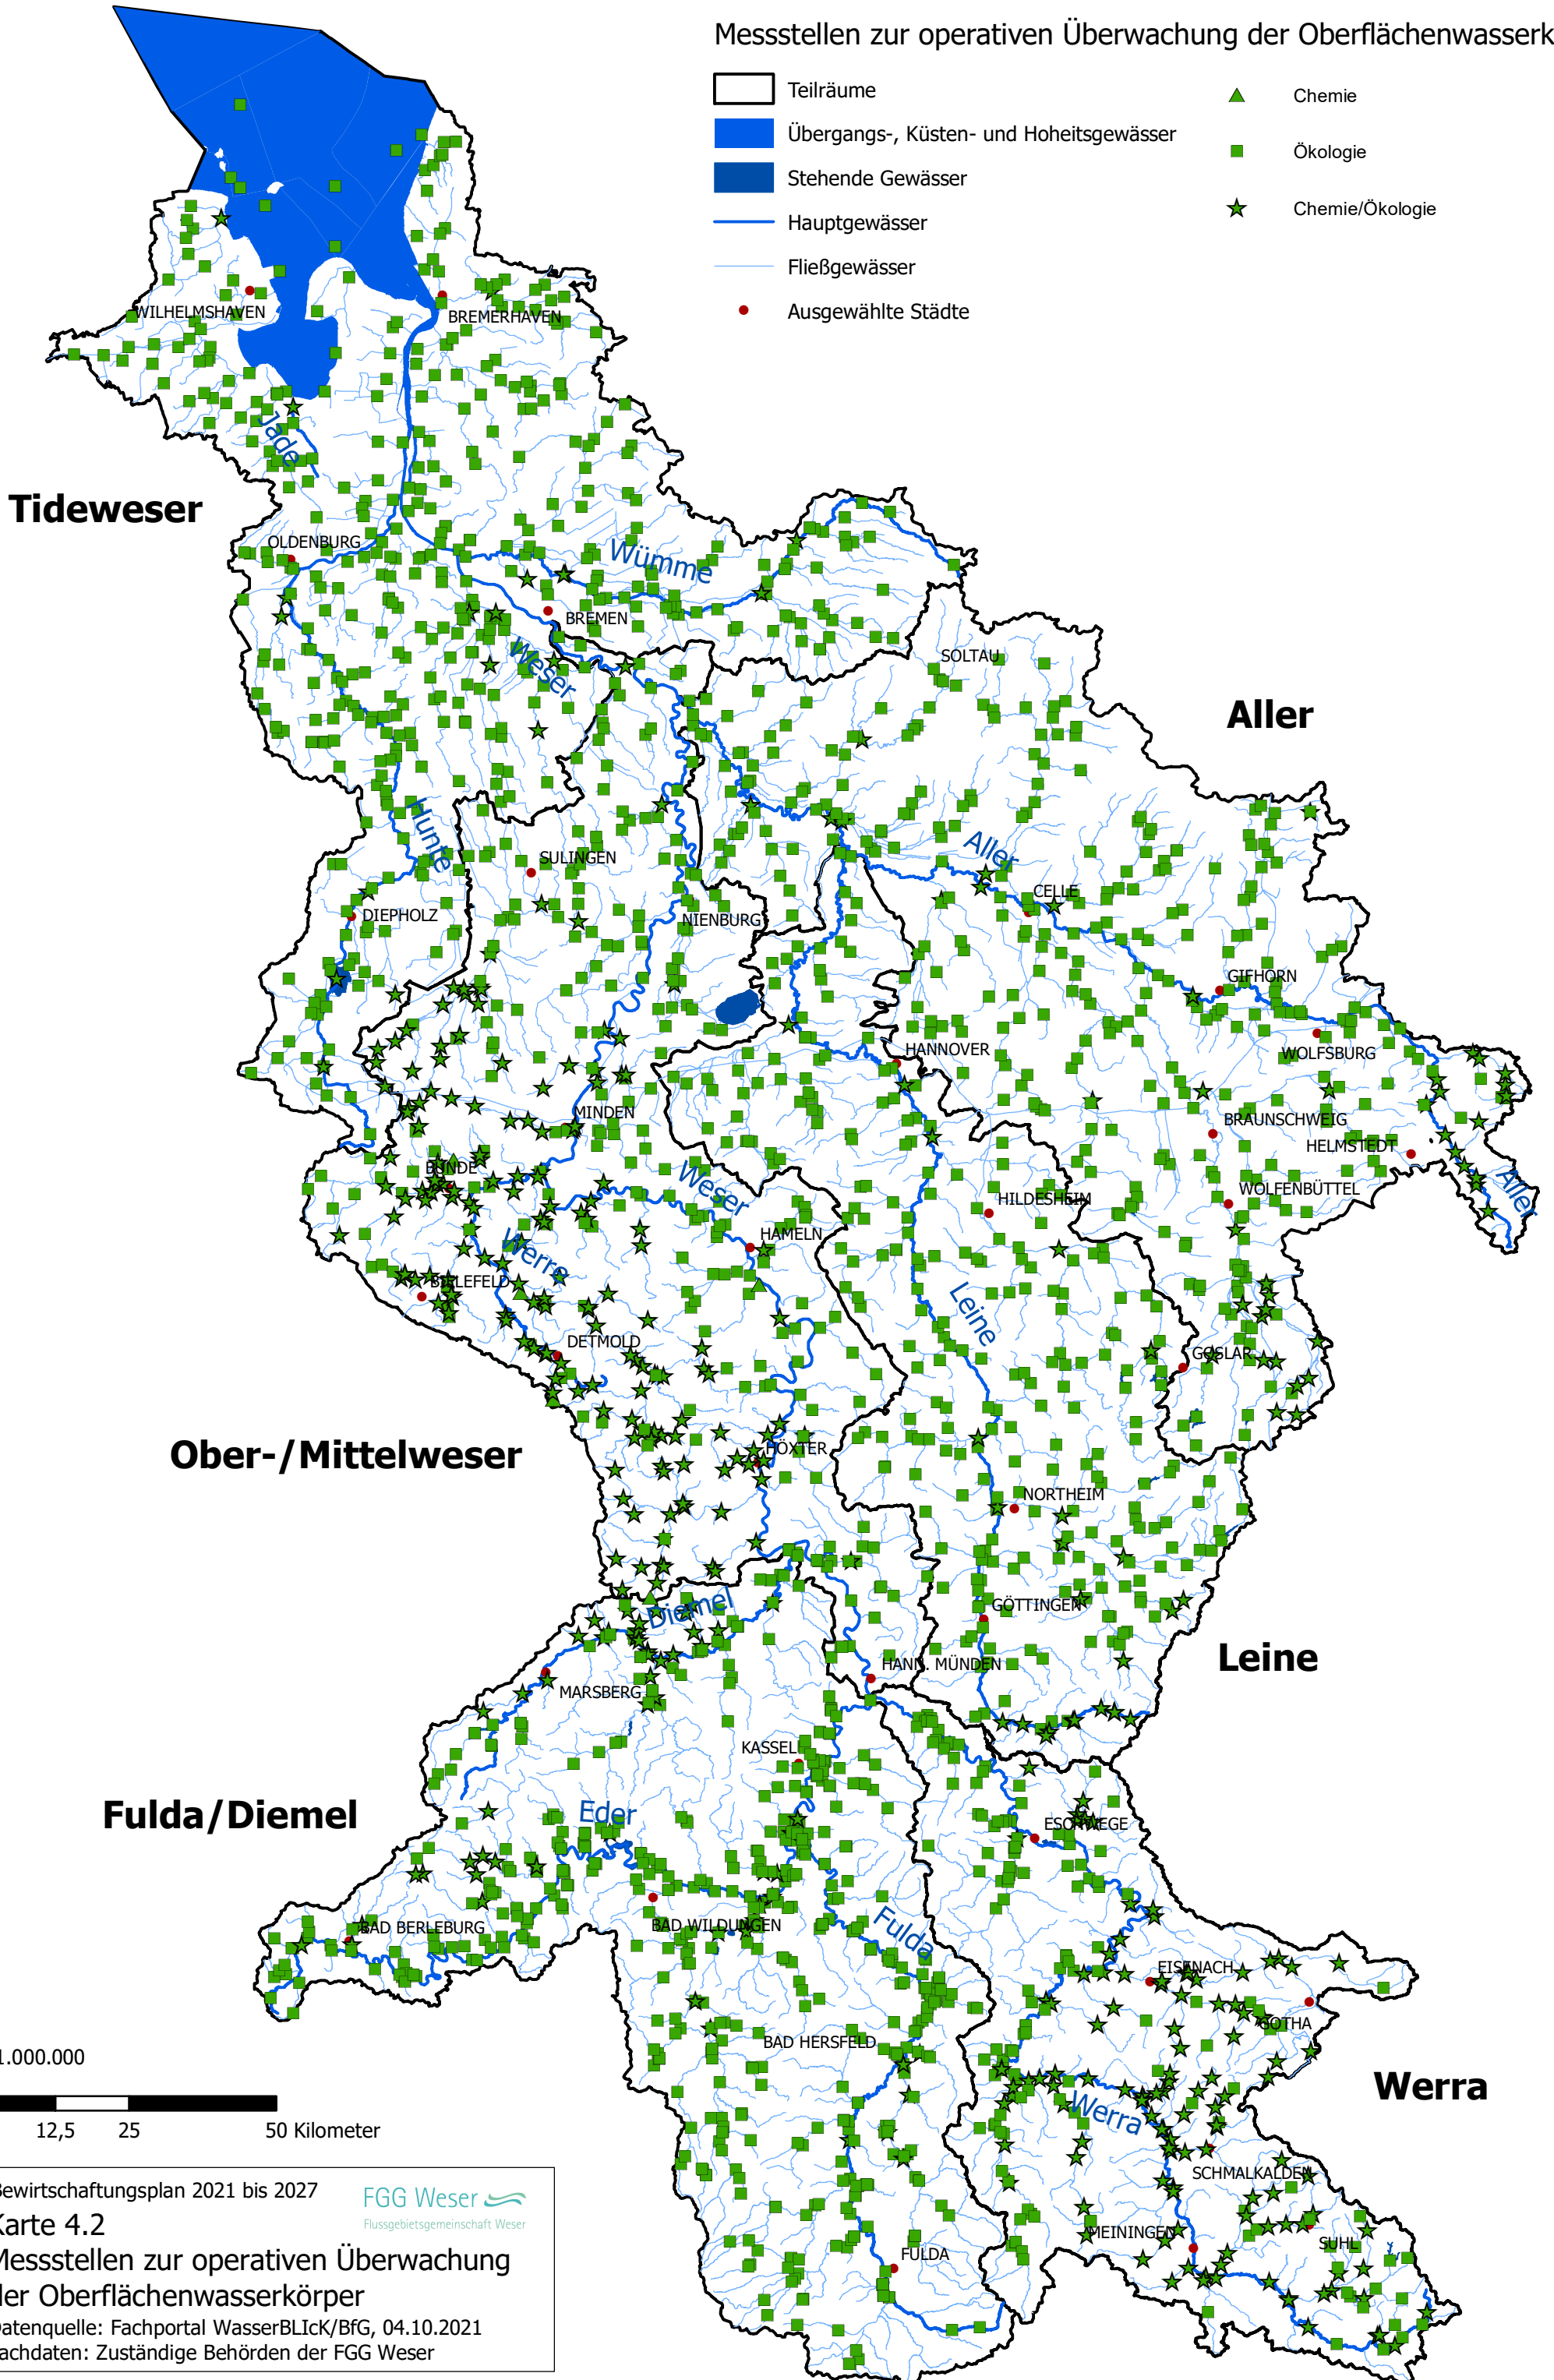 Messstellen zur operativen Überwachung der Oberflächenwasserk
Teilräume
Übergangs-, Küsten- und Hoheitsgewässer
Stehende Gewässer
Hauptgewässer
Fließgewässer
Ausgewählte Städte
Chemie
Ökologie
Chemie/Ökologie
WILHELMSHAVEN
BREMERHAVEN
Jade
Tideweser
OLDENBURG
Wümme
BREMEN
Weser
SOLTAU
Aller
Hunte
SULINGEN
Aller
CELLE
DIEPHOLZ
NIENBURG
GIFHORN
HANNOVER
WOLFSBURG
MINDEN
BRAUNSCHWEIG
HELMSTEDT
BÜNDE
Weser
HILDESHEIM
WOLFENBÜTTEL
Aller
HAMELN
Werre
BIELEFELD
Leine
DETMOLD
GOSLAR
Ober-/Mittelweser
HÖXTER
NORTHEIM
Diemel
GÖTTINGEN
Leine
HANN. MÜNDEN
MARSBERG
KASSEL
Fulda/Diemel
Eder
ESCHWEGE
BAD BERLEBURG
BAD WILDUNGEN
Fulda
EISENACH
GOTHA
BAD HERSFELD
Werra
Werra
SCHMALKALDEN
MEININGEN
SUHL
FULDA
1.000.000
12,5 25 50 Kilometer
Bewirtschaftungsplan 2021 bis 2027
FGG Weser
Flussgebietsgemeinschaft Weser
Karte 4.2
Messstellen zur operativen Überwachung
der Oberflächenwasserkörper
Datenquelle: Fachportal WasserBLIcK/BfG, 04.10.2021
achdaten: Zuständige Behörden der FGG Weser